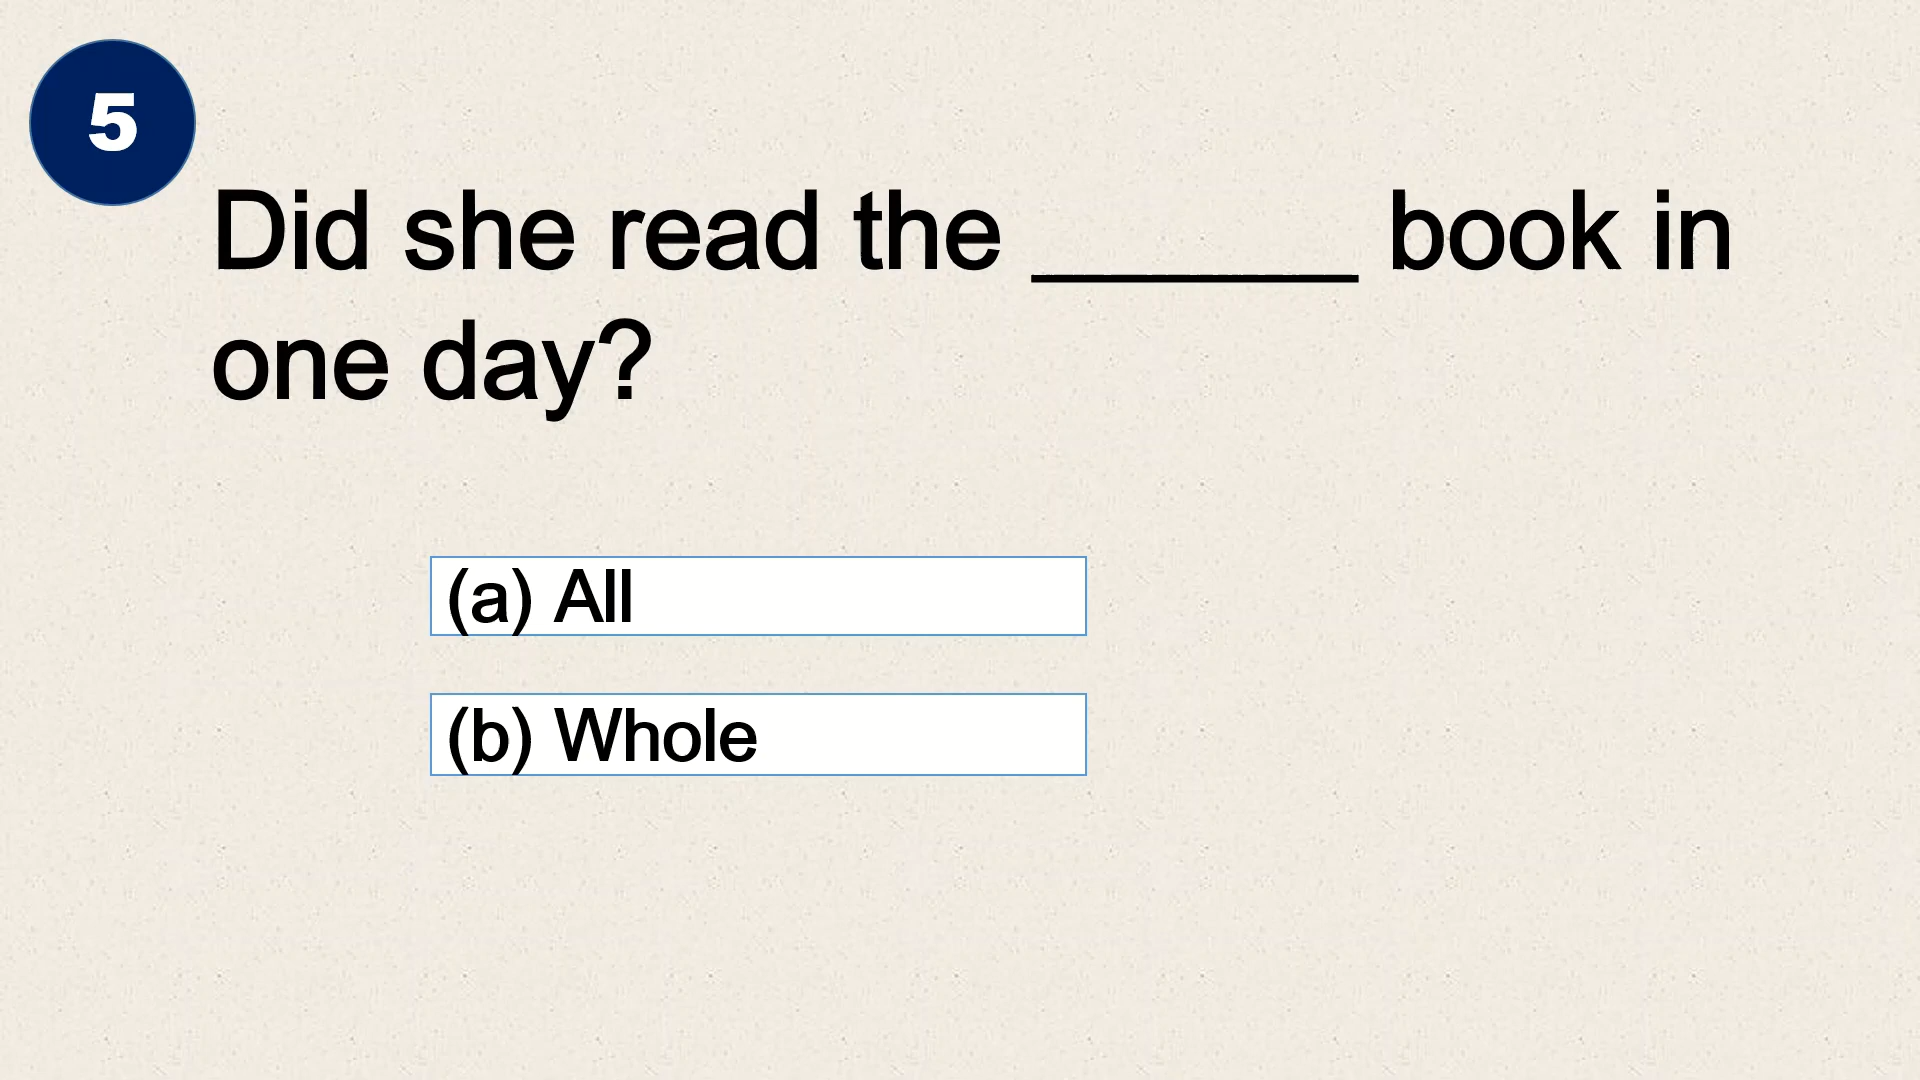 5
Did she read the ______ book in
one day?
(a) All
(b) Whole